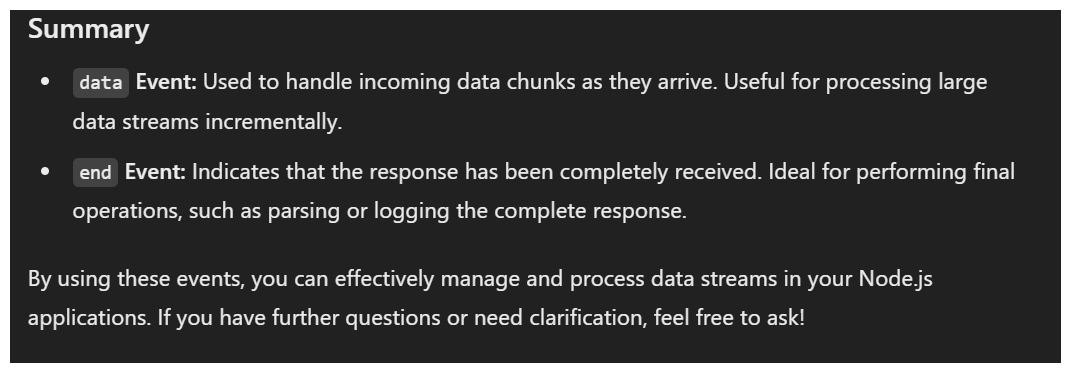 Summary
• data Event: Used to handle incoming data chunks as they arrive. Useful for processing large
data streams incrementally.
• end Event: Indicates that the response has been completely received. Ideal for performing final
operations, such as parsing or logging the complete response.
By using these events, you can effectively manage and process data streams in your Node.js
applications. If you have further questions or need clarification, feel free to ask!